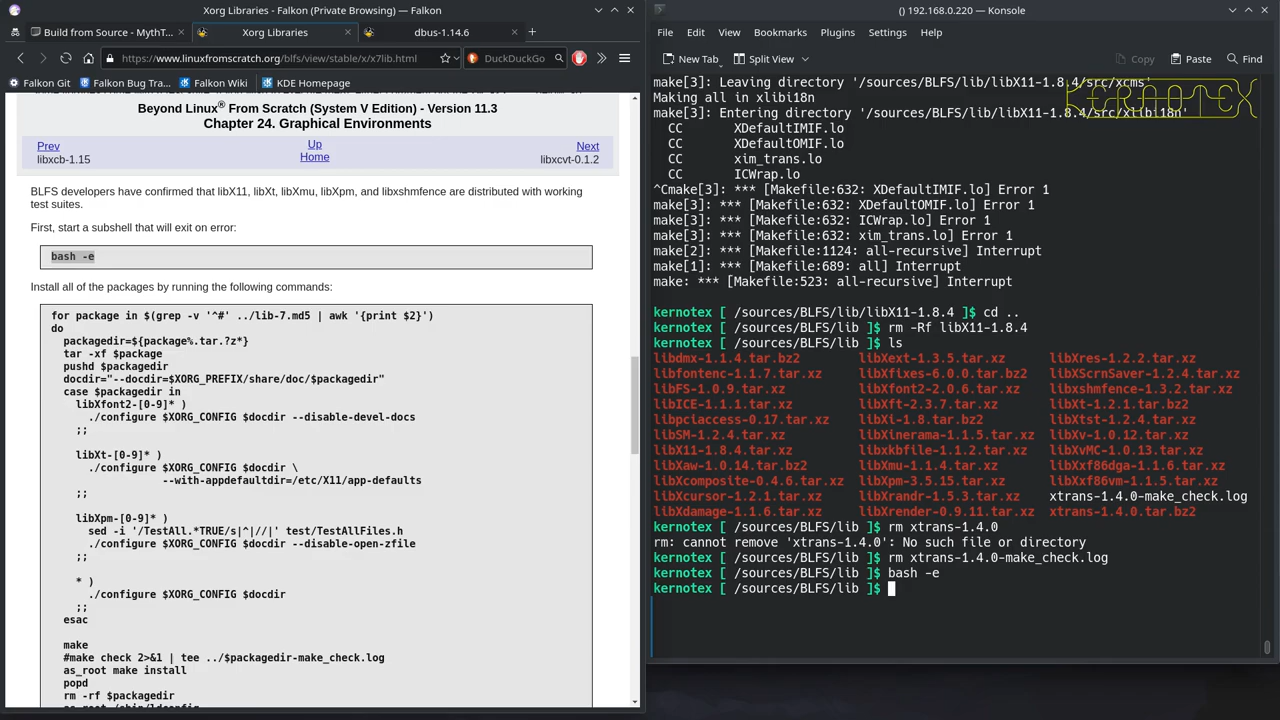 Xorg Libraries - Falkon (Private Browsing) — Falkon
Build from Source - MythT...
Xorg Libraries
dbus-1.14.6
https://www.linuxfromscratch.org/blfs/view/stable/x/x7lib.html
DuckDuckGo
Falkon Git
Falkon Bug Tra...
Falkon Wiki
KDE Homepage
Beyond Linux® From Scratch (System V Edition) - Version 11.3
Chapter 24. Graphical Environments
Prev
Up
Next
libxcb-1.15
Home
libxcvt-0.1.2
BLFS developers have confirmed that libX11, libXt, libXmu, libXpm, and libxshmfence are distributed with working
test suites.
First, start a subshell that will exit on error:
bash -e
Install all of the packages by running the following commands:
for package in $(grep -v '^#' ../lib-7.md5 | awk '{print $2}')
do
packagedir=${package%.tar.?z*}
tar -xf $package
pushd $packagedir
docdir="--docdir=$XORG_PREFIX/share/doc/$packagedir"
case $packagedir in
libXfont2-[0-9]* )
./configure $XORG_CONFIG $docdir --disable-devel-docs
;;
libXt-[0-9]* )
./configure $XORG_CONFIG $docdir \
--with-appdefaultdir=/etc/X11/app-defaults
;;
libXpm-[0-9]* )
sed -i '/TestAll.*TRUE/s|^|//|' test/TestAllFiles.h
./configure $XORG_CONFIG $docdir --disable-open-zfile
;;
* )
./configure $XORG_CONFIG $docdir
;;
esac
make
#make check 2>&1 | tee ../$packagedir-make_check.log
as_root make install
popd
rm -rf $packagedir
as_root /sbin/ldconfig
() 192.168.0.220 — Konsole
File Edit View Bookmarks Plugins Settings Help
New Tab Split View Copy Paste Find
KERNOTEX
make[3]: Leaving directory '/sources/BLFS/lib/libX11-1.8.4/src/xcms'
Making all in xlibi18n
make[3]: Entering directory '/sources/BLFS/lib/libX11-1.8.4/src/xlibi18n'
CC XDefaultIMIF.lo
CC XDefaultOMIF.lo
CC xim_trans.lo
CC ICWrap.lo
^Cmake[3]: *** [Makefile:632: XDefaultIMIF.lo] Error 1
make[3]: *** [Makefile:632: XDefaultOMIF.lo] Error 1
make[3]: *** [Makefile:632: ICWrap.lo] Error 1
make[3]: *** [Makefile:632: xim_trans.lo] Error 1
make[2]: *** [Makefile:1124: all-recursive] Interrupt
make[1]: *** [Makefile:689: all] Interrupt
make: *** [Makefile:523: all-recursive] Interrupt
kernotex [ /sources/BLFS/lib/libX11-1.8.4 ]$ cd ..
kernotex [ /sources/BLFS/lib ]$ rm -Rf libX11-1.8.4
kernotex [ /sources/BLFS/lib ]$ ls
libdmx-1.1.4.tar.bz2 libXext-1.3.5.tar.xz libXres-1.2.2.tar.xz
libfontenc-1.1.7.tar.xz libXfixes-6.0.0.tar.bz2 libXScrnSaver-1.2.4.tar.xz
libFS-1.0.9.tar.xz libXfont2-2.0.6.tar.xz libxshmfence-1.3.2.tar.xz
libICE-1.1.1.tar.xz libXft-2.3.7.tar.xz libXt-1.2.1.tar.bz2
libpciaccess-0.17.tar.xz libXi-1.8.tar.bz2 libXtst-1.2.4.tar.xz
libSM-1.2.4.tar.xz libXinerama-1.1.5.tar.xz libXv-1.0.12.tar.xz
libX11-1.8.4.tar.xz libxkbfile-1.1.2.tar.xz libXvMC-1.0.13.tar.xz
libXaw-1.0.14.tar.bz2 libXmu-1.1.4.tar.xz libXxf86dga-1.1.6.tar.xz
libXcomposite-0.4.6.tar.xz libXpm-3.5.15.tar.xz libXxf86vm-1.1.5.tar.xz
libXcursor-1.2.1.tar.xz libXrandr-1.5.3.tar.xz xtrans-1.4.0-make_check.log
libXdamage-1.1.6.tar.xz libXrender-0.9.11.tar.xz xtrans-1.4.0.tar.bz2
kernotex [ /sources/BLFS/lib ]$ rm xtrans-1.4.0
rm: cannot remove 'xtrans-1.4.0': No such file or directory
kernotex [ /sources/BLFS/lib ]$ rm xtrans-1.4.0-make_check.log
kernotex [ /sources/BLFS/lib ]$ bash -e
kernotex [ /sources/BLFS/lib ]$